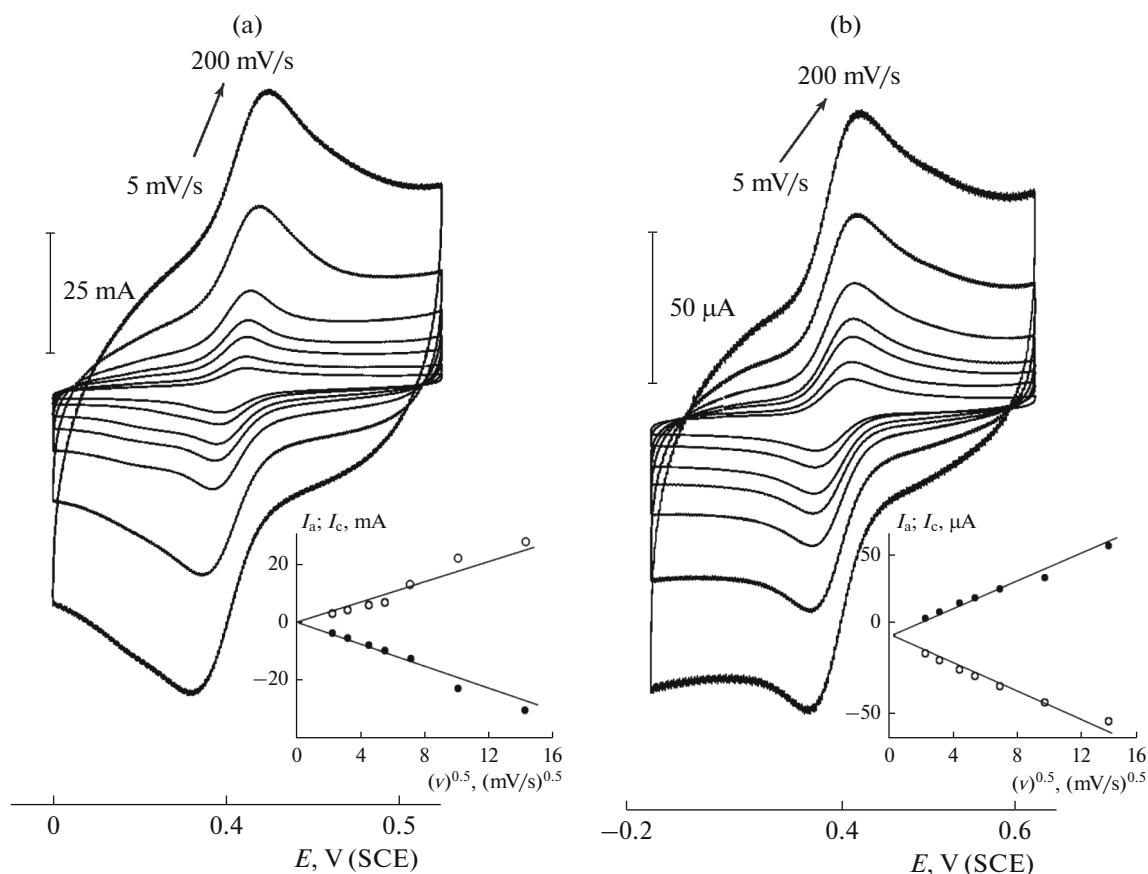 (a)
200 mV/s
5 mV/s
25 mA
I_a; I_c, mA
20
0
−20
0 4 8 12 16
(v)^0.5, (mV/s)^0.5
0 0.4 0.5
E, V (SCE)
(b)
200 mV/s
5 mV/s
50 μA
I_a; I_c, μA
50
0
−50
0 4 8 12 16
(v)^0.5, (mV/s)^0.5
−0.2 0.4 0.6
E, V (SCE)